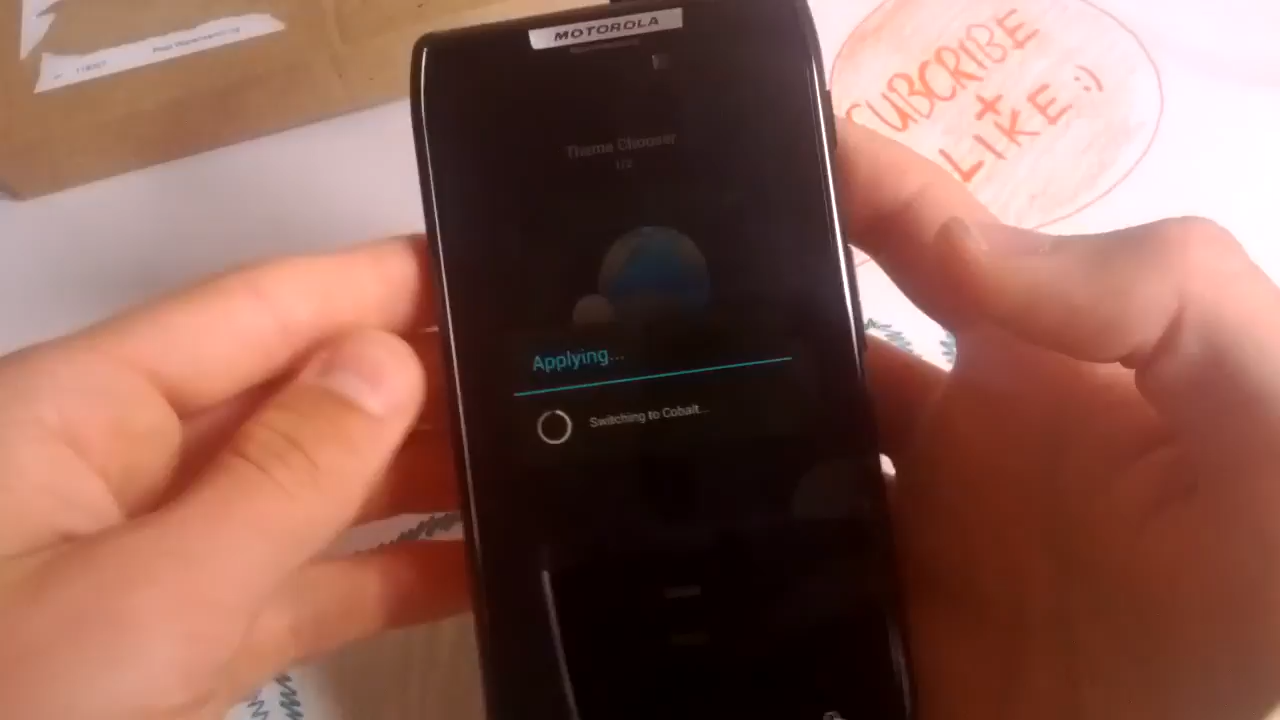 MOTOROLA
SUBCRIBE
+
LIKE :)
Theme Chooser
Applying...
Switching to Cobalt...